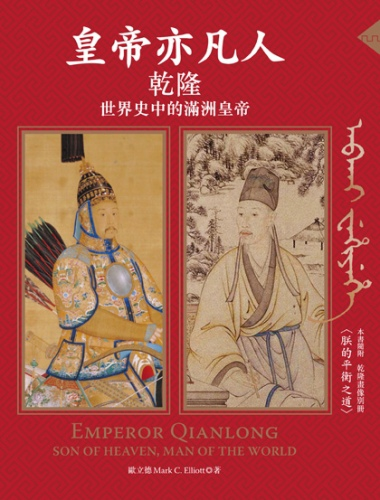 皇帝亦凡人
乾隆
世界史中的滿洲皇帝
本書隨附 乾隆畫像別冊
〈朕的平衡之道〉
EMPEROR QIANLONG
SON OF HEAVEN, MAN OF THE WORLD
歐立德 Mark C. Elliott◎著